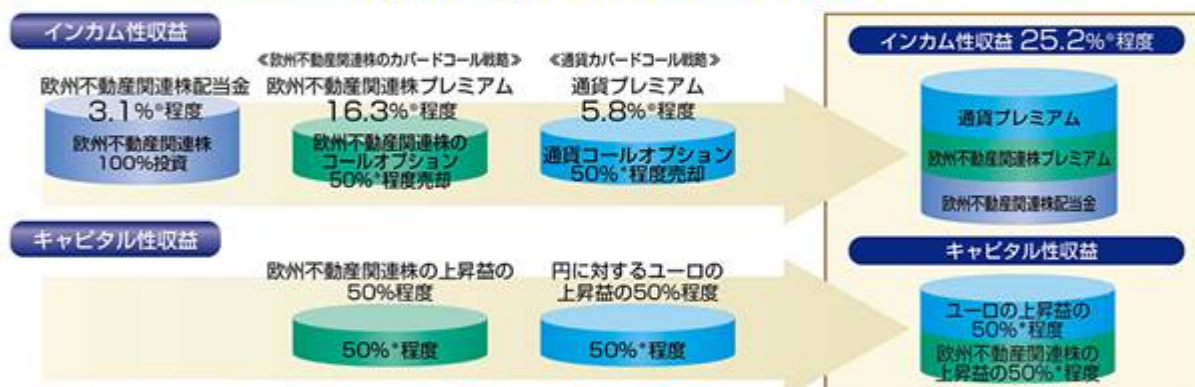 インカム性収益
≪欧州不動産関連株のカバードコール戦略≫
≪通貨カバードコール戦略≫
欧州不動産関連株配当金
3.1%*程度
欧州不動産関連株
100%投資
欧州不動産関連株プレミアム
16.3%*程度
欧州不動産関連株の
コールオプション
50%*程度売却
通貨プレミアム
5.8%*程度
通貨コールオプション
50%*程度売却
インカム性収益 25.2%*程度
通貨プレミアム
欧州不動産関連株プレミアム
欧州不動産関連株配当金
キャピタル性収益
欧州不動産関連株の上昇益の
50%程度
50%*程度
円に対するユーロの
上昇益の50%程度
50%*程度
キャピタル性収益
ユーロの上昇益の
50%*程度
欧州不動産関連株の
上昇益の50%*程度